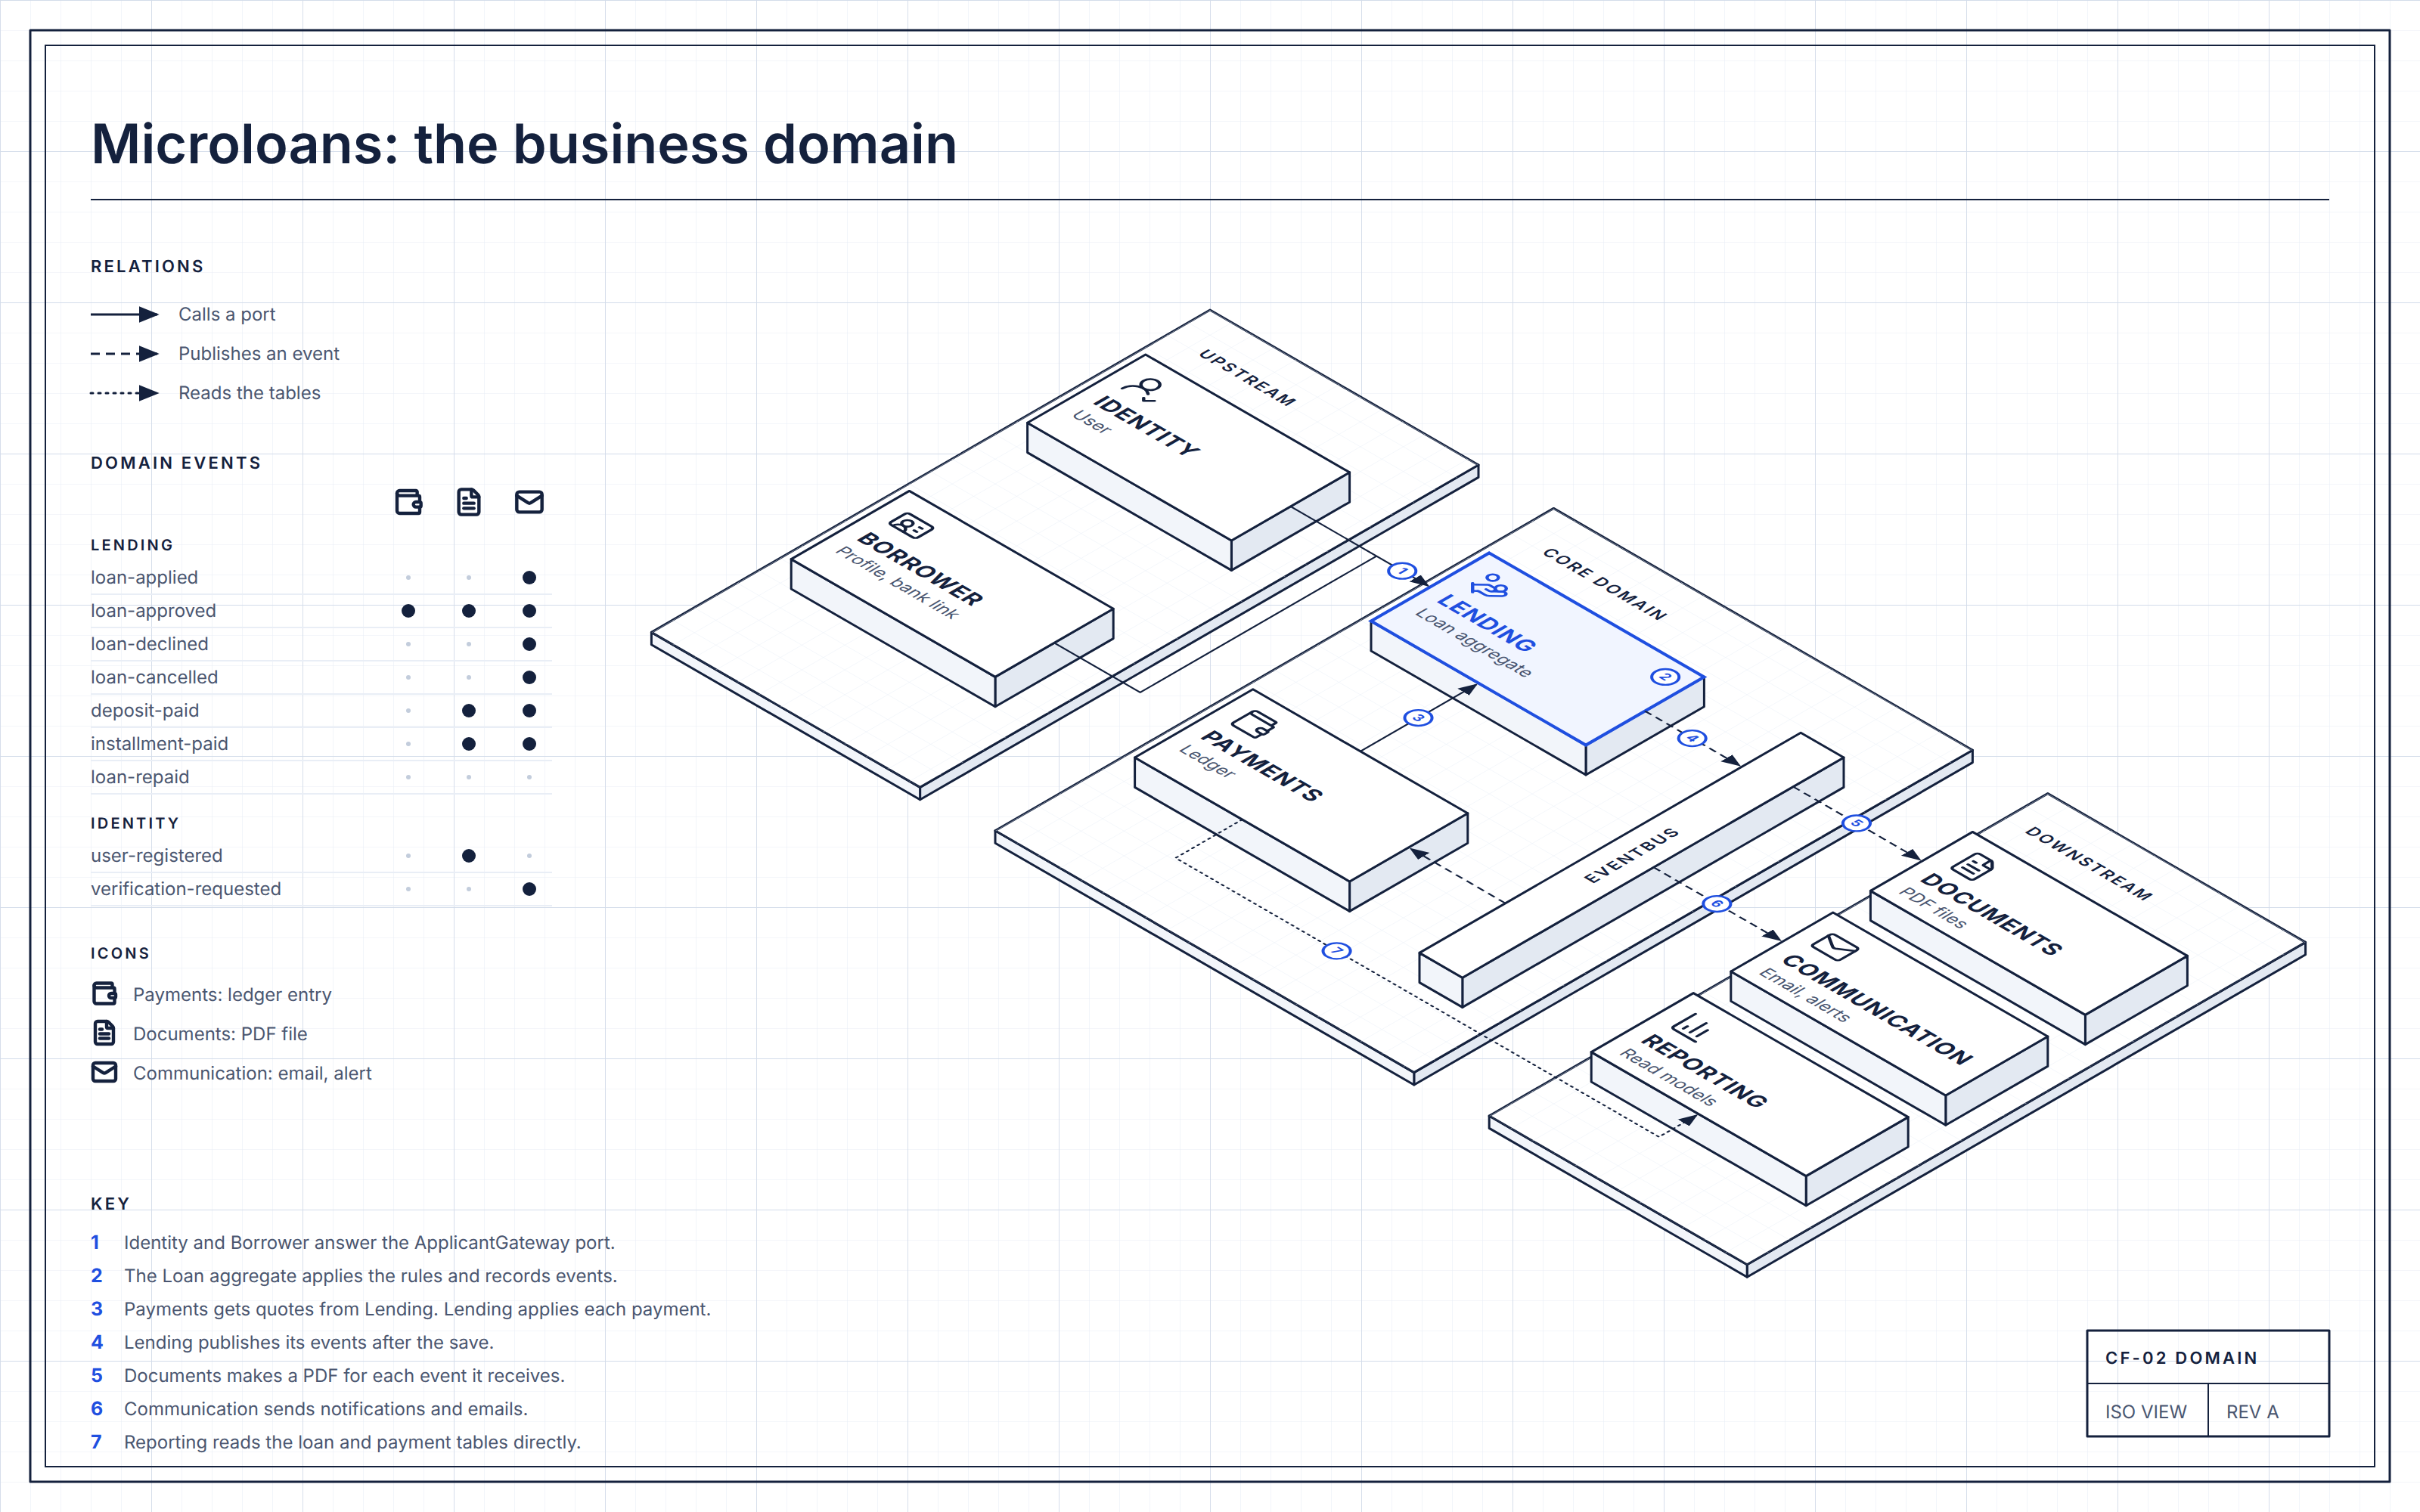 Microloans: the business domain
RELATIONS
Calls a port
Publishes an event
Reads the tables
DOMAIN EVENTS
LENDING
loan-applied
loan-approved
loan-declined
loan-cancelled
deposit-paid
installment-paid
loan-repaid
IDENTITY
user-registered
verification-requested
ICONS
Payments: ledger entry
Documents: PDF file
Communication: email, alert
KEY
1 Identity and Borrower answer the ApplicantGateway port.
2 The Loan aggregate applies the rules and records events.
3 Payments gets quotes from Lending. Lending applies each payment.
4 Lending publishes its events after the save.
5 Documents makes a PDF for each event it receives.
6 Communication sends notifications and emails.
7 Reporting reads the loan and payment tables directly.
UPSTREAM
IDENTITY
User
BORROWER
Profile, bank link
1
CORE DOMAIN
LENDING
Loan aggregate
2
3
4
PAYMENTS
Ledger
EVENTBUS
5
6
7
DOWNSTREAM
DOCUMENTS
PDF files
COMMUNICATION
Email, alerts
REPORTING
Read models
CF-02 DOMAIN
ISO VIEW
REV A